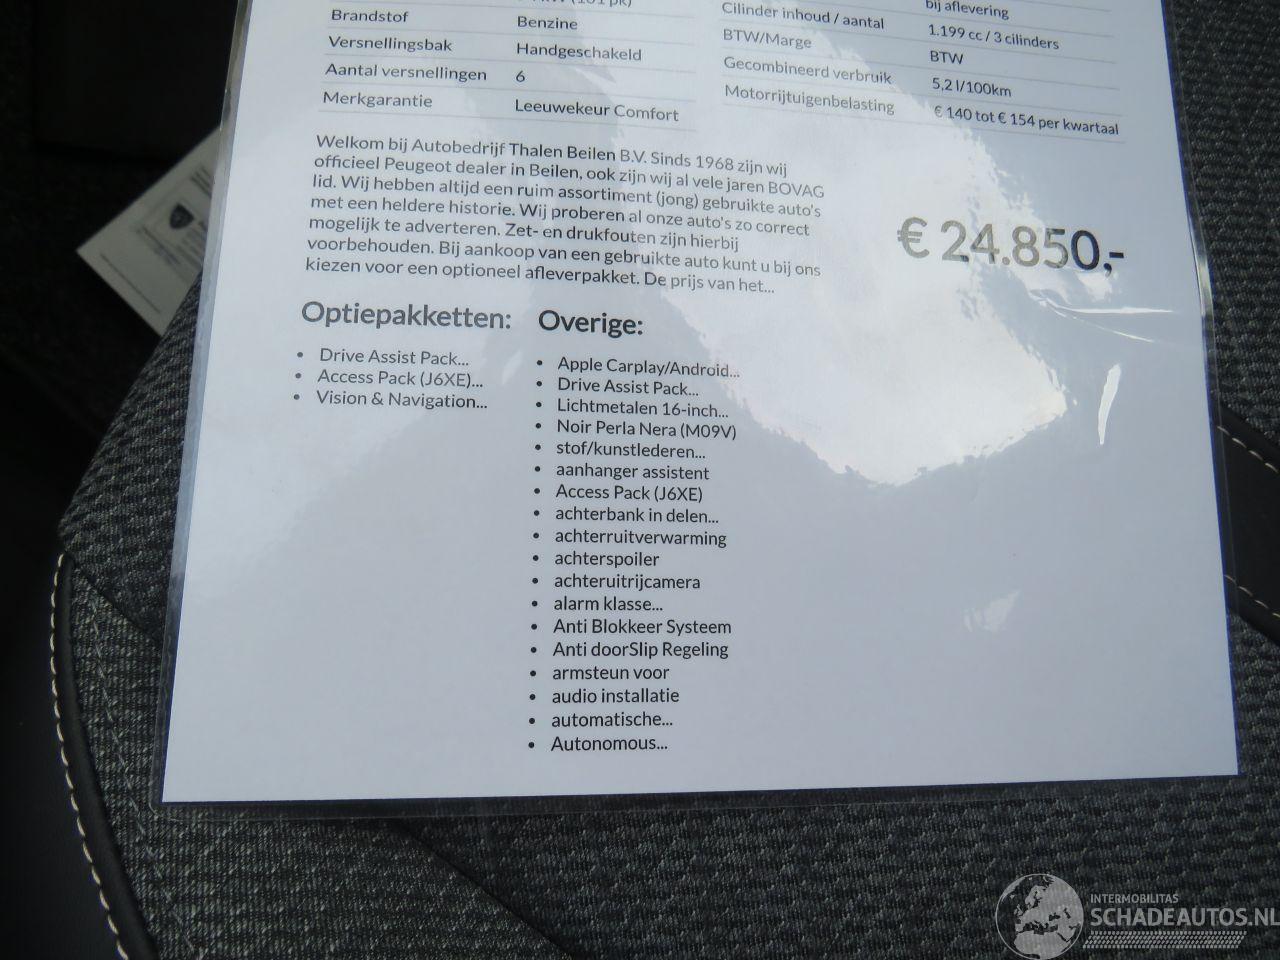 Brandstof Benzine
Versnellingsbak Handgeschakeld
Aantal versnellingen 6
Merkgarantie Leeuwekeur Comfort
bij aflevering
Cilinder inhoud / aantal 1.199 cc / 3 cilinders
BTW/Marge BTW
Gecombineerd verbruik 5,2 l/100km
Motorrijtuigenbelasting € 140 tot € 154 per kwartaal
Welkom bij Autobedrijf Thalen Beilen B.V. Sinds 1968 zijn wij
officieel Peugeot dealer in Beilen, ook zijn wij al vele jaren BOVAG
lid. Wij hebben altijd een ruim assortiment (jong) gebruikte auto's
met een heldere historie. Wij proberen al onze auto's zo correct
mogelijk te adverteren. Zet- en drukfouten zijn hierbij
voorbehouden. Bij aankoop van een gebruikte auto kunt u bij ons
kiezen voor een optioneel afleverpakket. De prijs van het...
€ 24.850,-
Optiepakketten:
• Drive Assist Pack...
• Access Pack (J6XE)...
• Vision & Navigation...
Overige:
• Apple Carplay/Android...
• Drive Assist Pack...
• Lichtmetalen 16-inch...
• Noir Perla Nera (M09V)
• stof/kunstlederen...
• aanhanger assistent
• Access Pack (J6XE)
• achterbank in delen...
• achterruitverwarming
• achterspoiler
• achteruitrijcamera
• alarm klasse...
• Anti Blokkeer Systeem
• Anti doorSlip Regeling
• armsteun voor
• audio installatie
• automatische...
• Autonomous...
INTERMOBILITAS
SCHADEAUTOS.NL